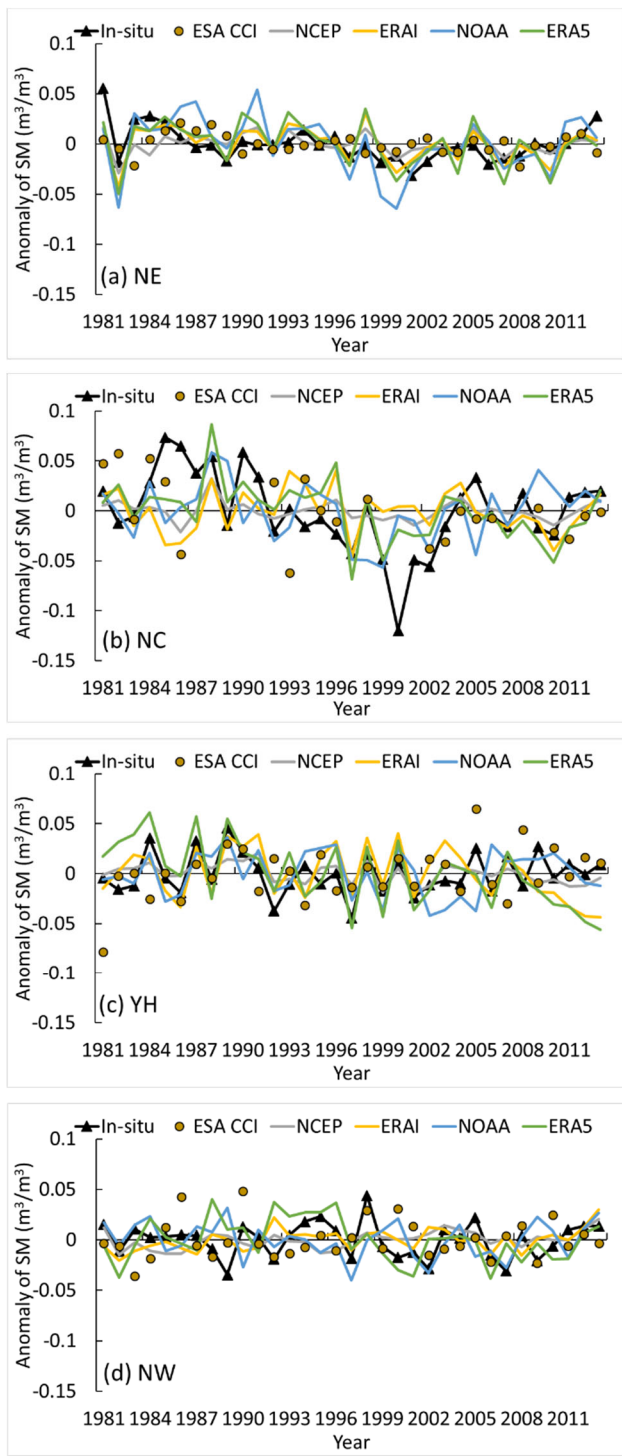 In-situ ESA CCI NCEP ERAI NOAA ERA5
Anomaly of SM (m³/m³)
0.1
0.05
0
-0.05
-0.1
-0.15
(a) NE
1981 1984 1987 1990 1993 1996 1999 2002 2005 2008 2011
Year
In-situ ESA CCI NCEP ERAI NOAA ERA5
Anomaly of SM (m³/m³)
0.1
0.05
0
-0.05
-0.1
-0.15
(b) NC
1981 1984 1987 1990 1993 1996 1999 2002 2005 2008 2011
Year
In-situ ESA CCI NCEP ERAI NOAA ERA5
Anomaly of SM (m³/m³)
0.1
0.05
0
-0.05
-0.1
-0.15
(c) YH
1981 1984 1987 1990 1993 1996 1999 2002 2005 2008 2011
Year
In-situ ESA CCI NCEP ERAI NOAA ERA5
Anomaly of SM (m³/m³)
0.1
0.05
0
-0.05
-0.1
-0.15
(d) NW
1981 1984 1987 1990 1993 1996 1999 2002 2005 2008 2011
Year